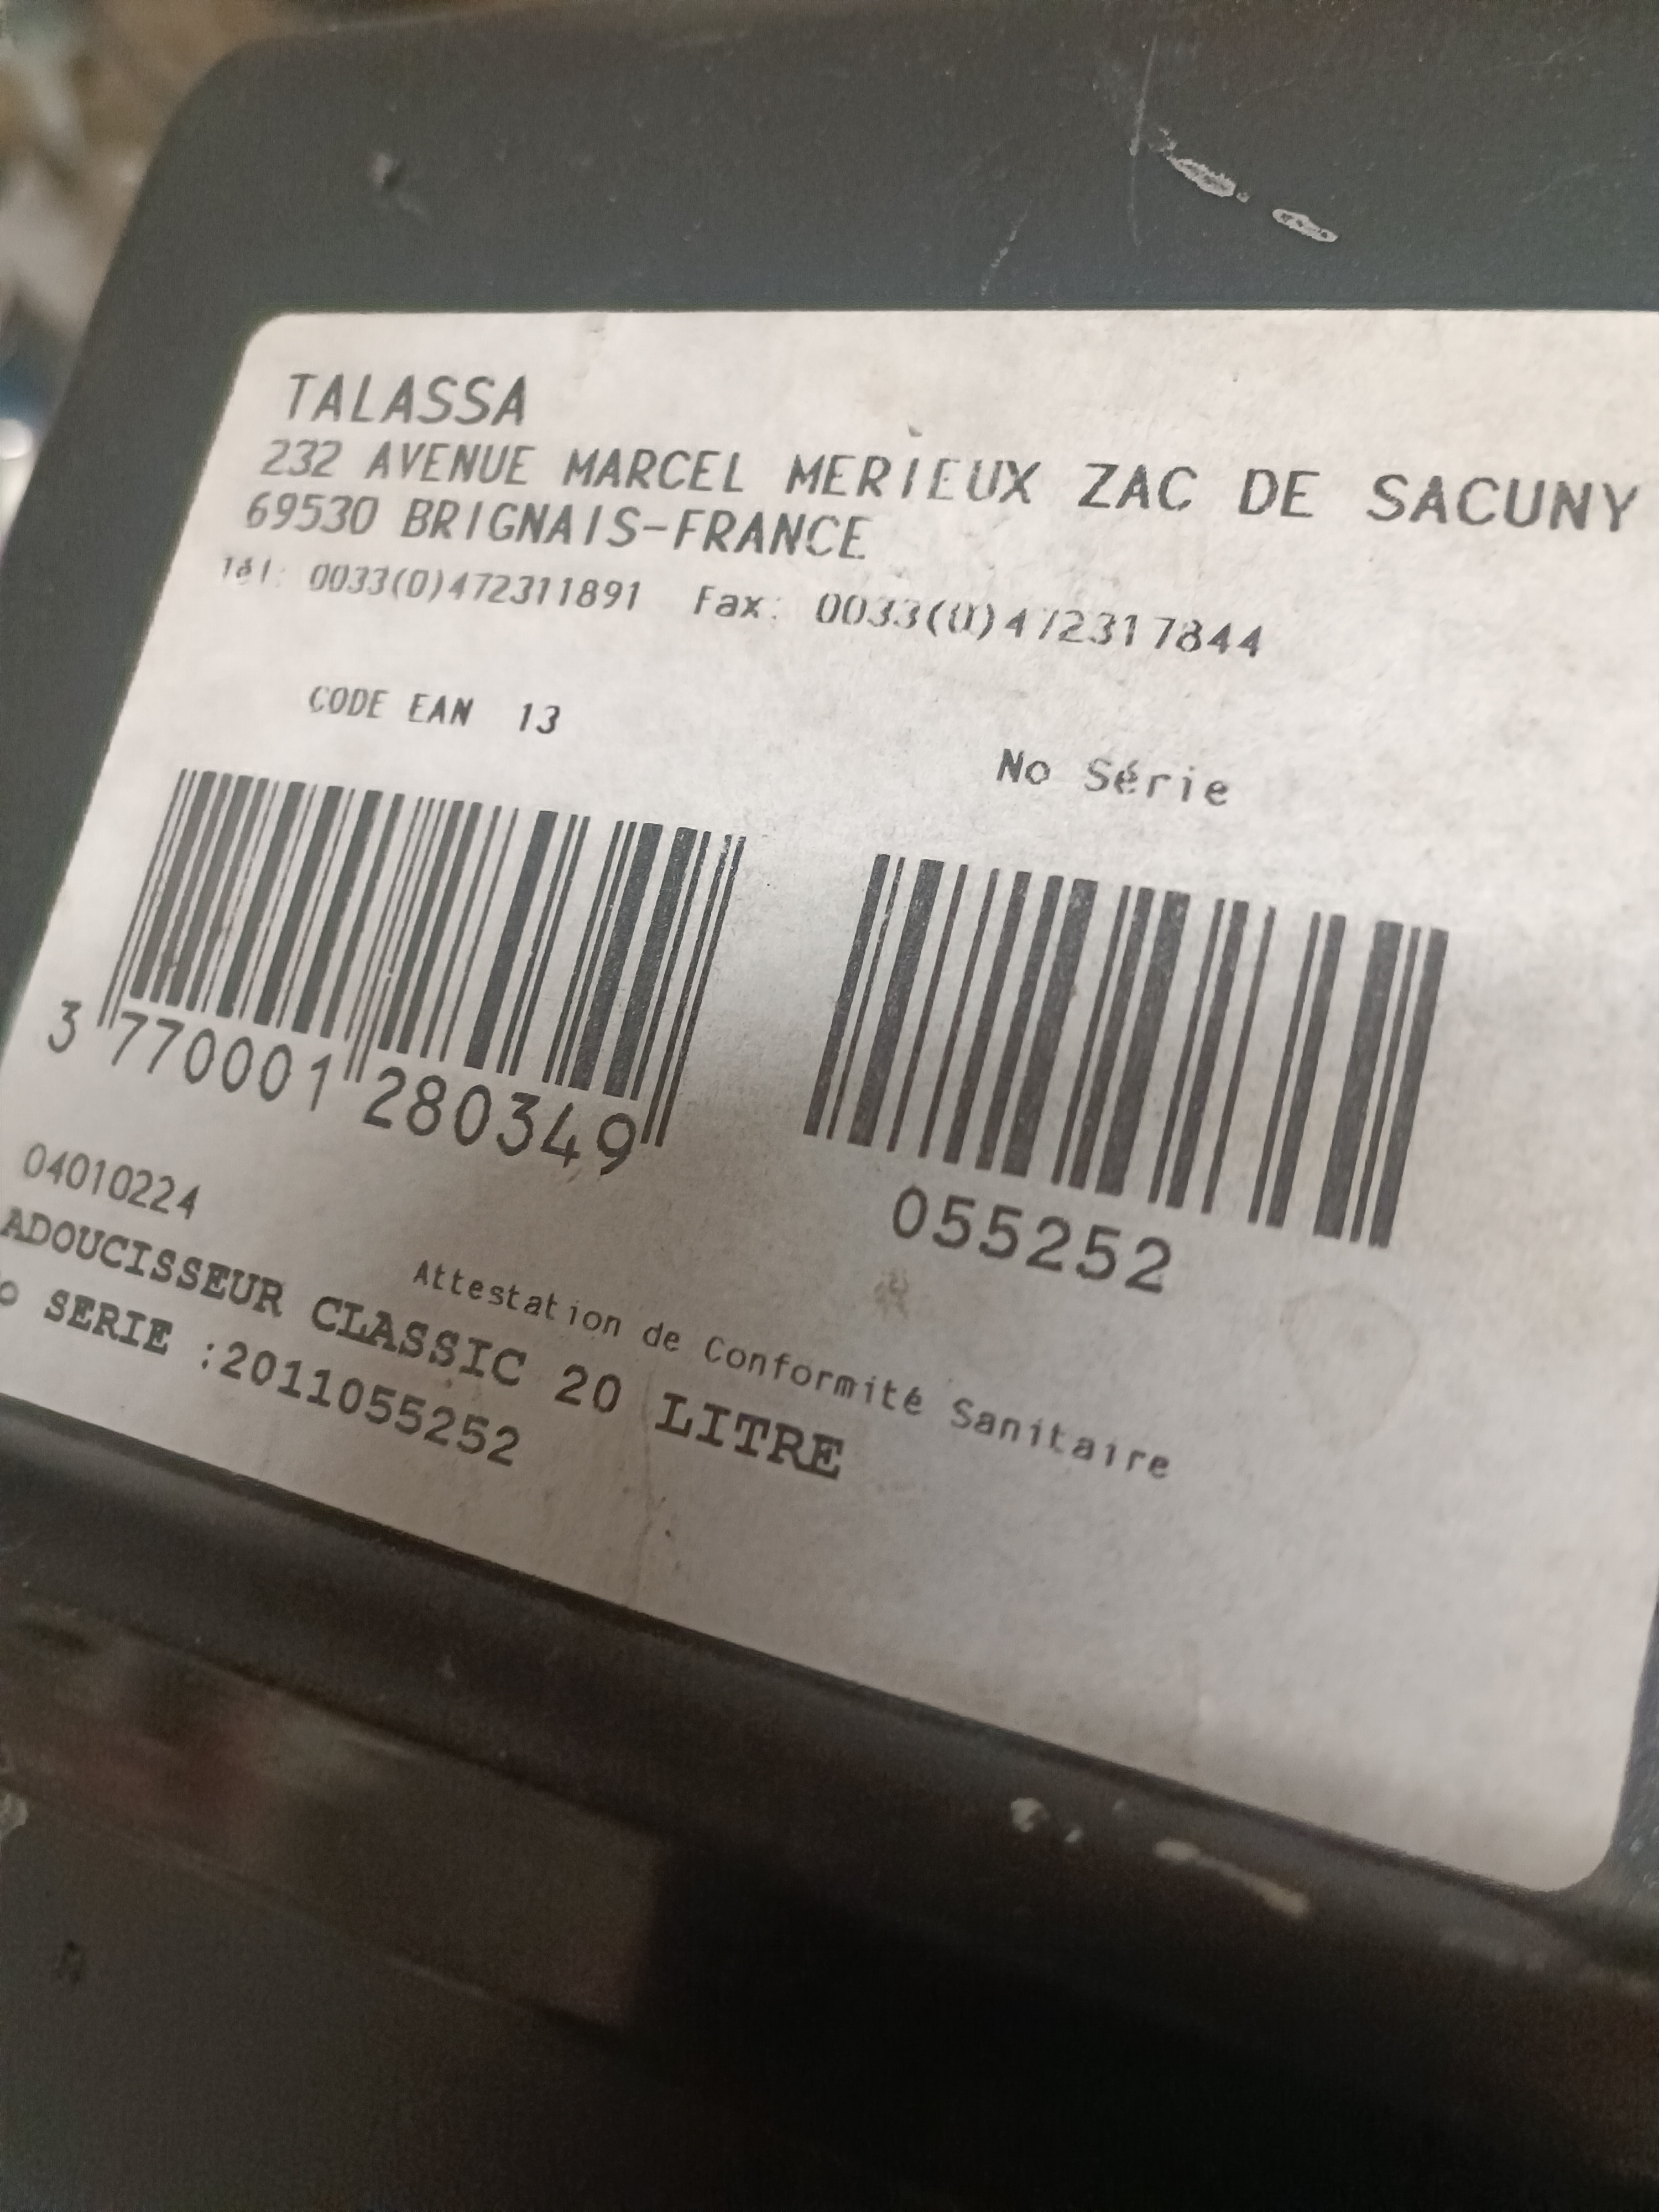 TALASSA
232 AVENUE MARCEL MERIEUX ZAC DE SACUNY
69530 BRIGNAIS-FRANCE
Tél: 0033(0)472311891 Fax: 0033(0)472317844
CODE EAN 13
No Série
3 770001 280349
055252
04010224
Attestation de Conformité Sanitaire
ADOUCISSEUR CLASSIC 20 LITRE
o SERIE :2011055252